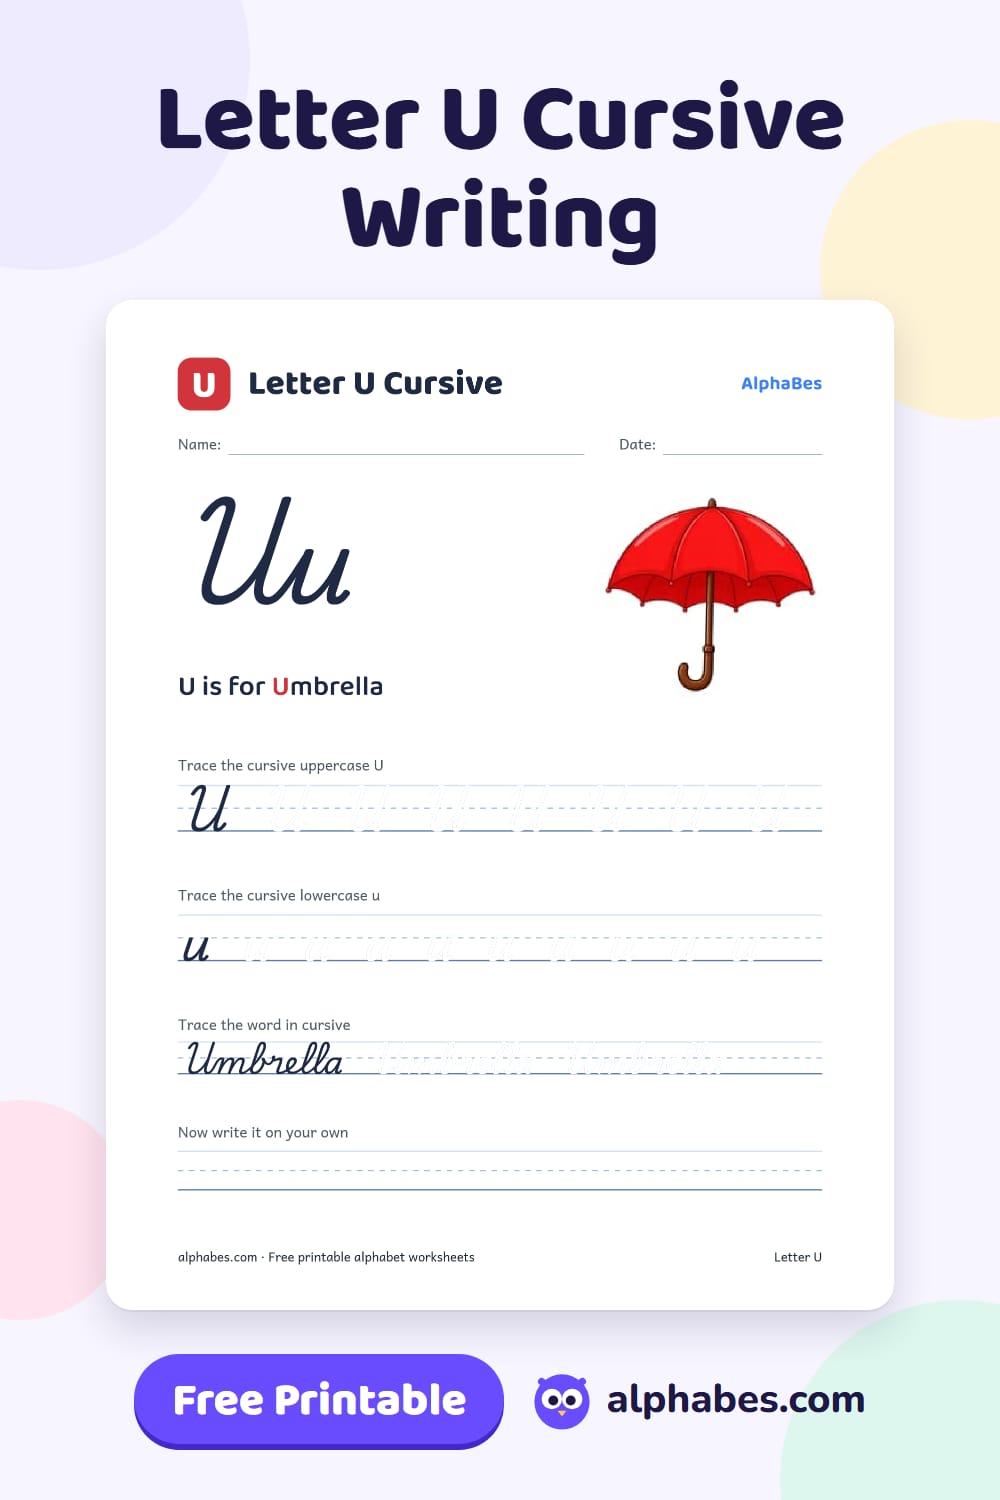 Letter U Cursive
Writing
U Letter U Cursive AlphaBes
Name: Date:
Uu
U is for Umbrella
Trace the cursive uppercase U
U U U U U U U U
Trace the cursive lowercase u
u u u u u u u u u u
Trace the word in cursive
Umbrella Umbrella Umbrella
Now write it on your own
alphabes.com · Free printable alphabet worksheets Letter U
Free Printable alphabes.com